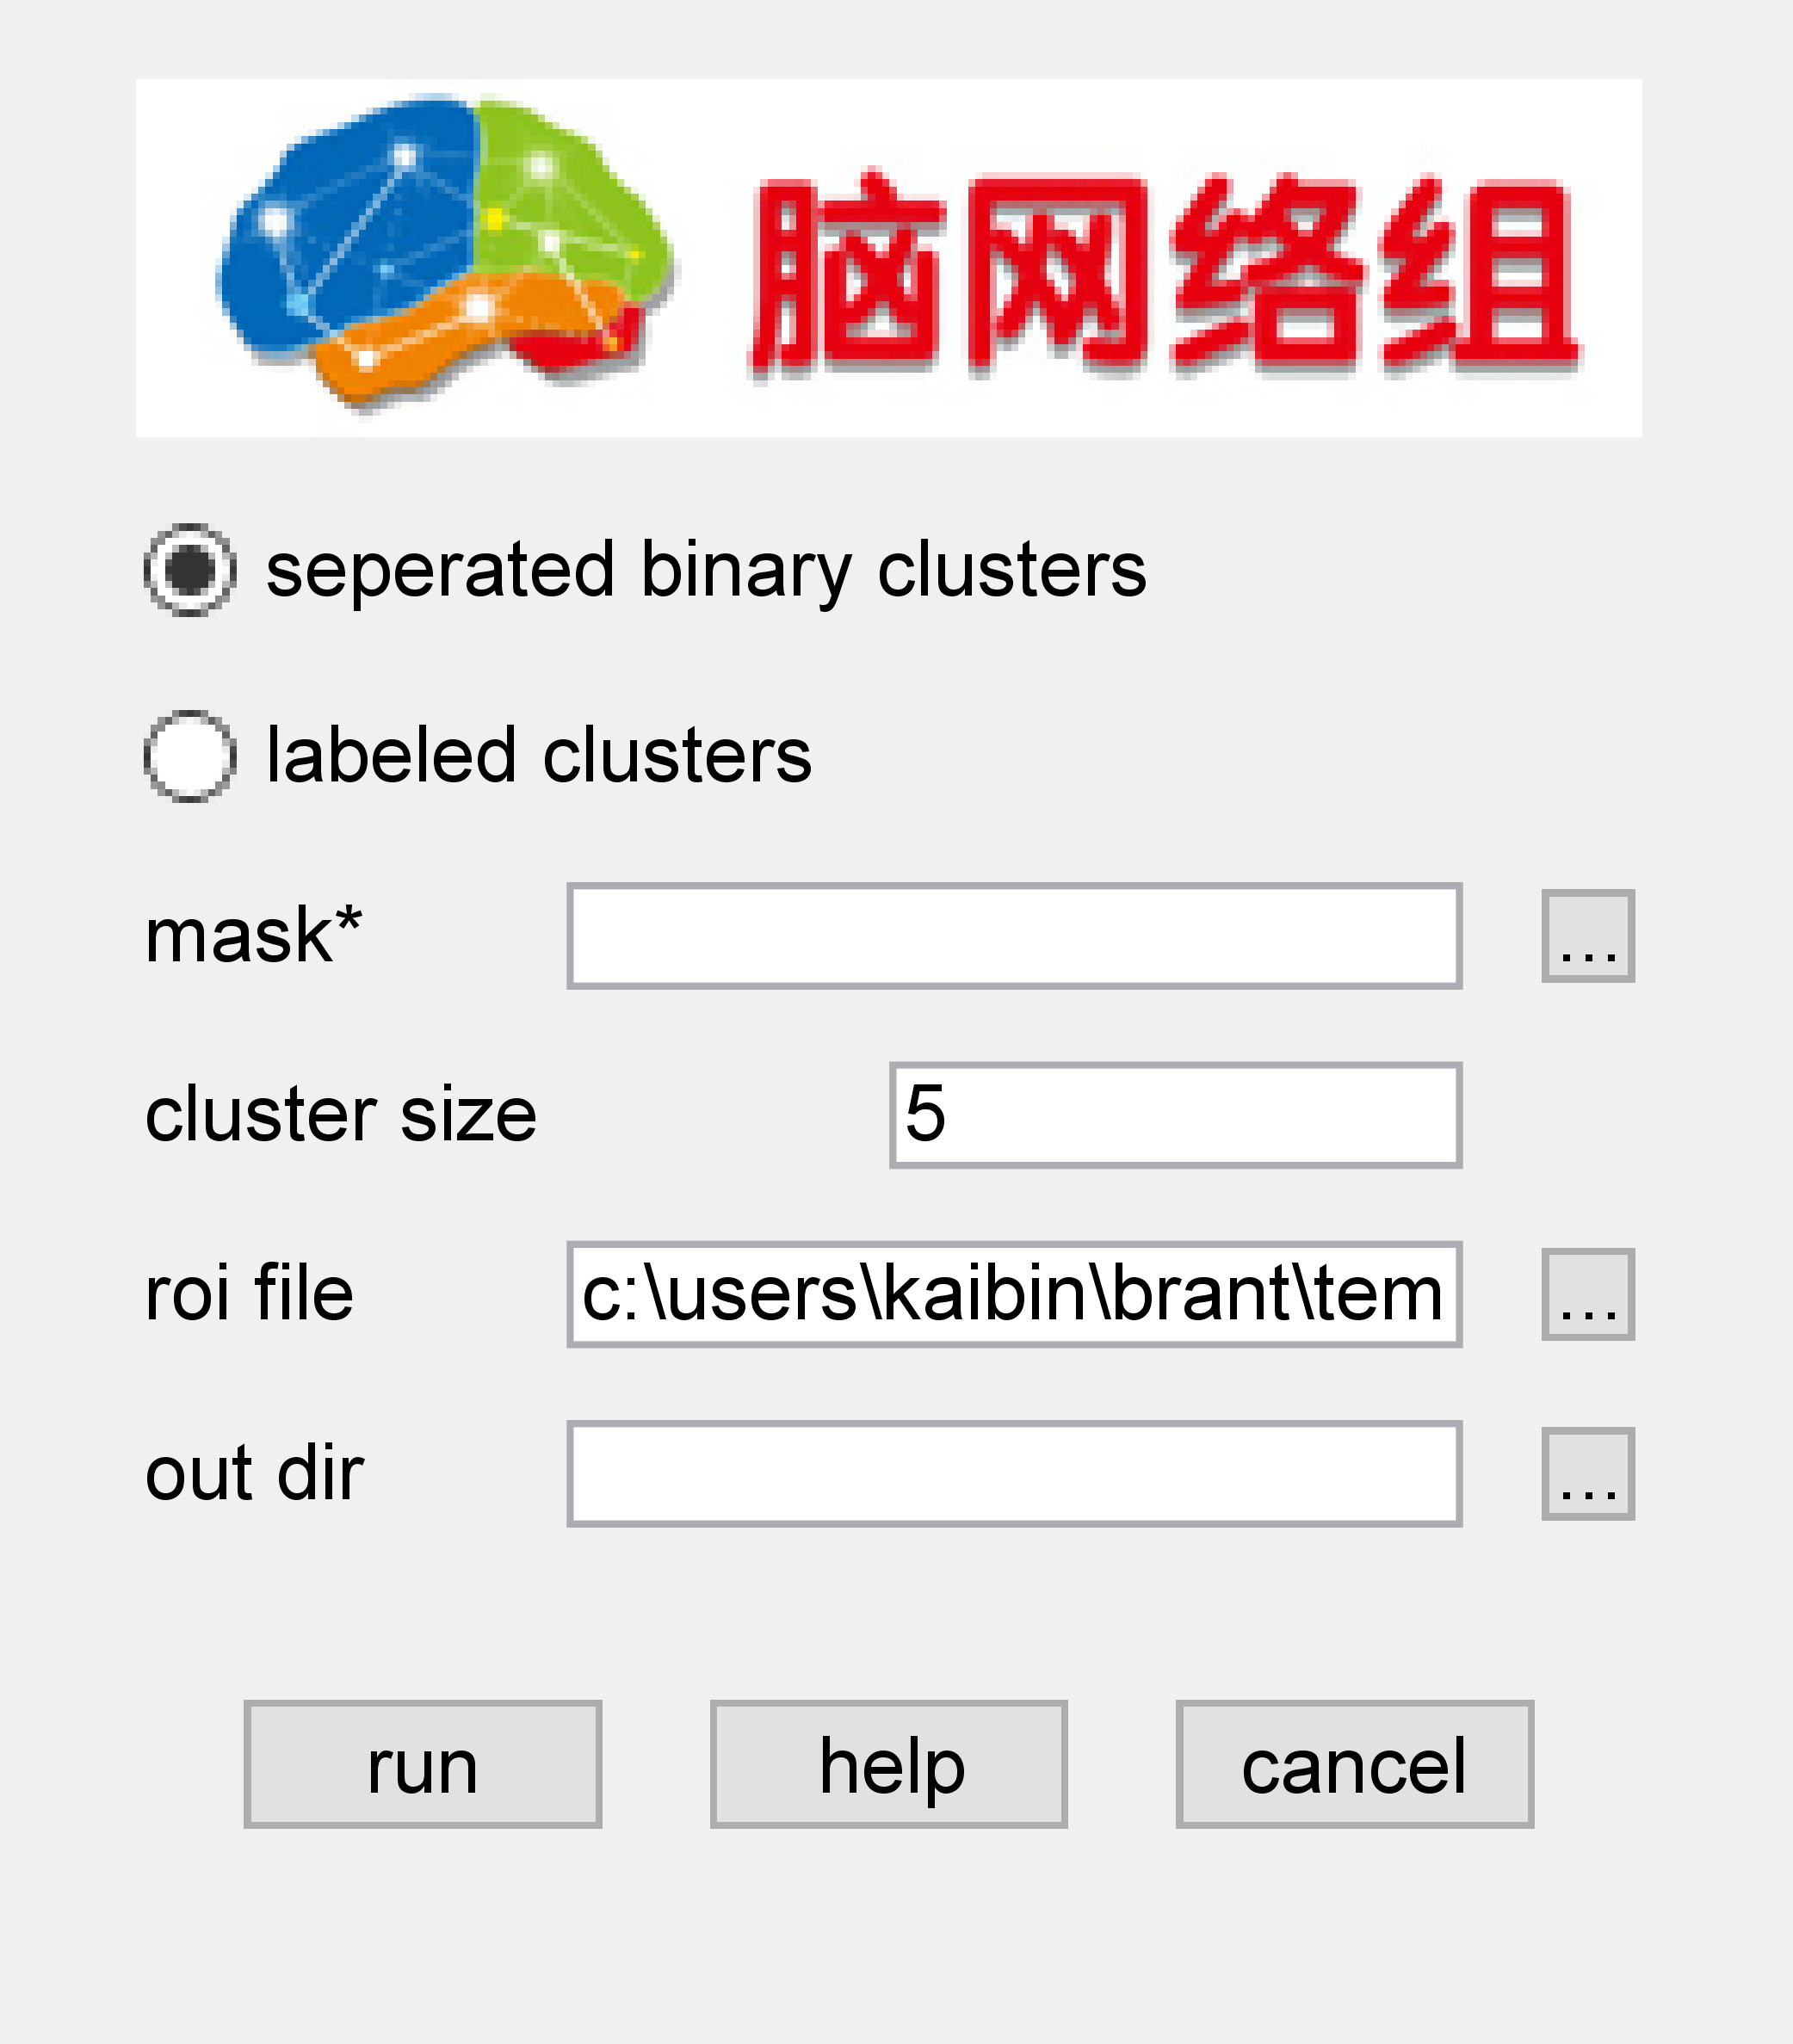 脑网络组
seperated binary clusters
labeled clusters
mask*
...
cluster size 5
roi file c:\users\kaibin\brant\tem ...
out dir ...
run help cancel